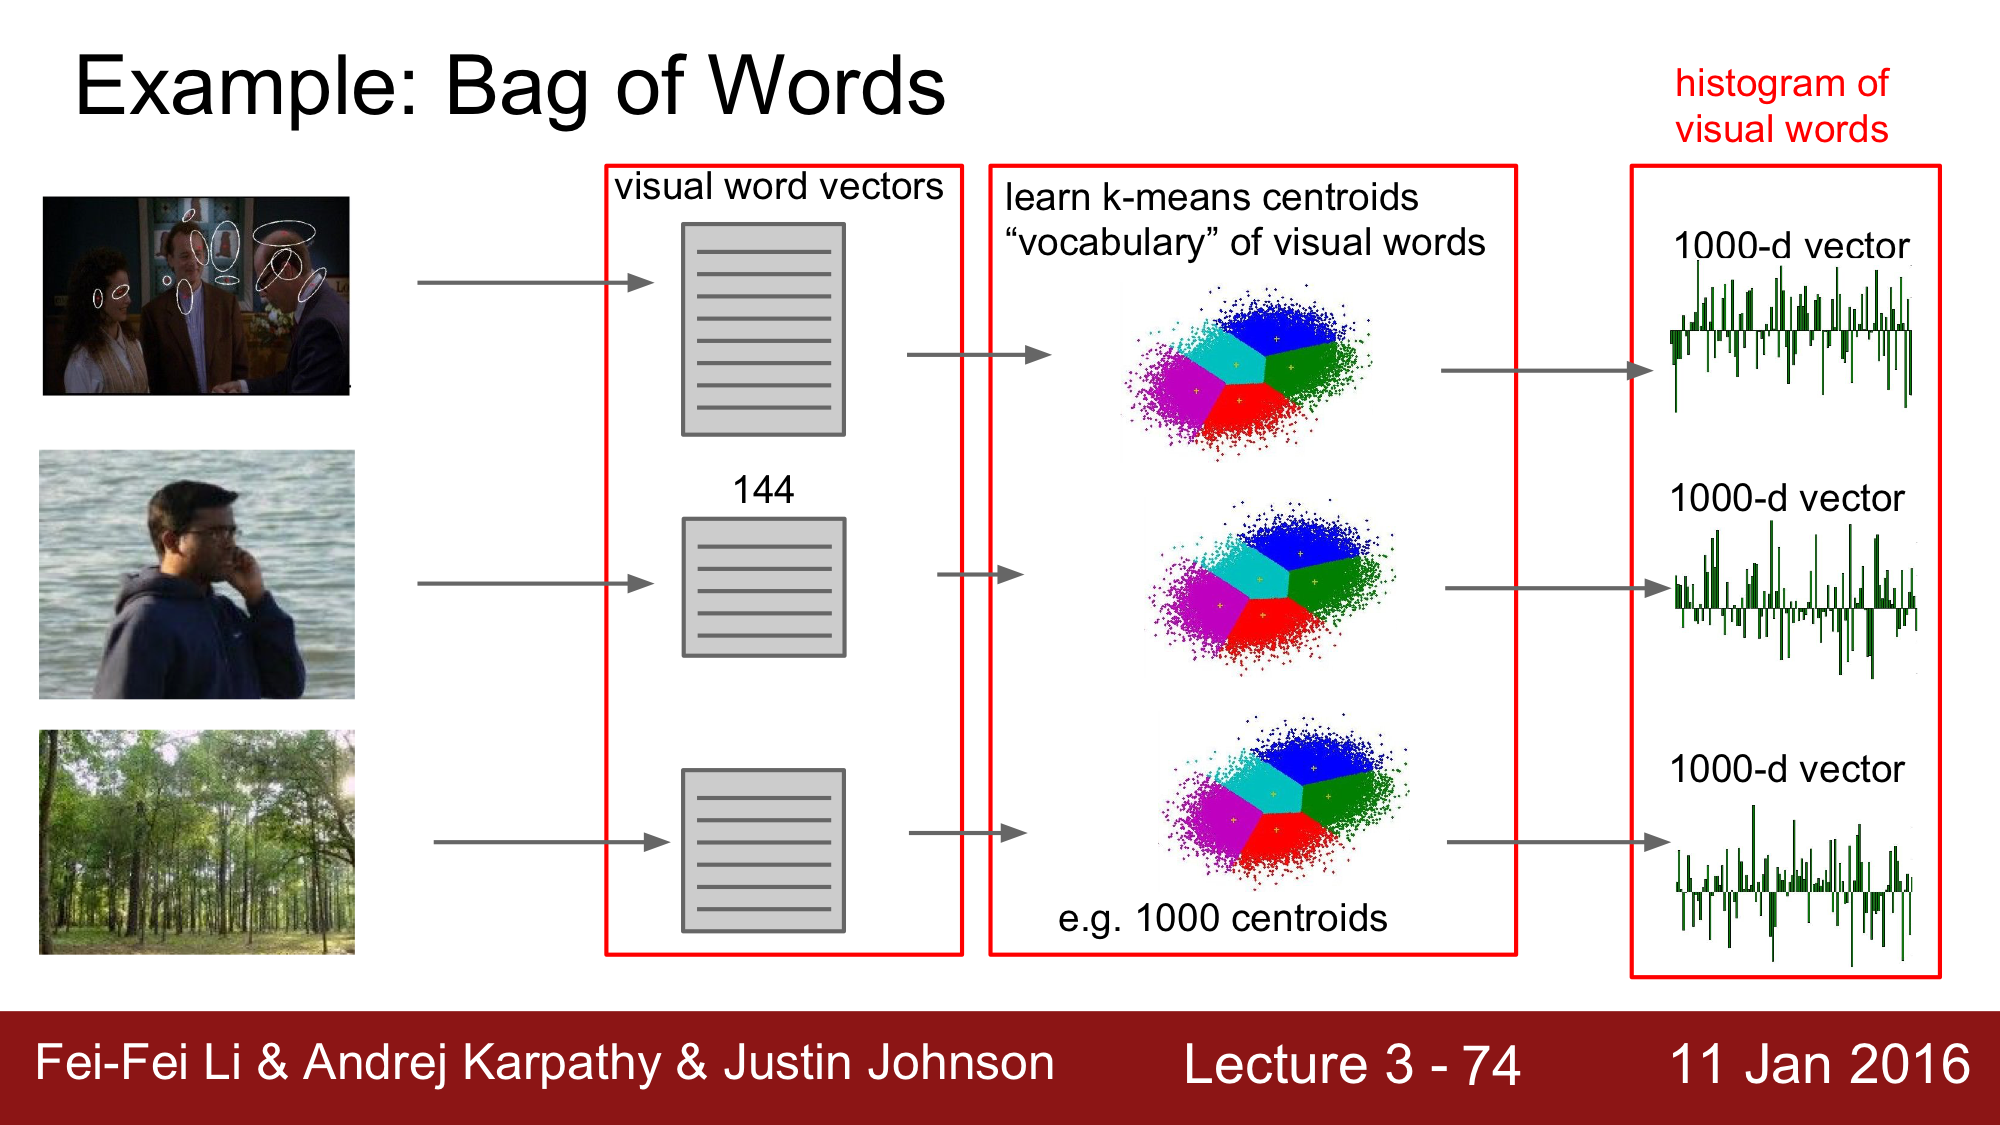 Example: Bag of Words
histogram of
visual words
visual word vectors
learn k-means centroids
“vocabulary” of visual words
1000-d vector
144
1000-d vector
1000-d vector
e.g. 1000 centroids
Fei-Fei Li & Andrej Karpathy & Justin Johnson
Lecture 3 - 74
11 Jan 2016